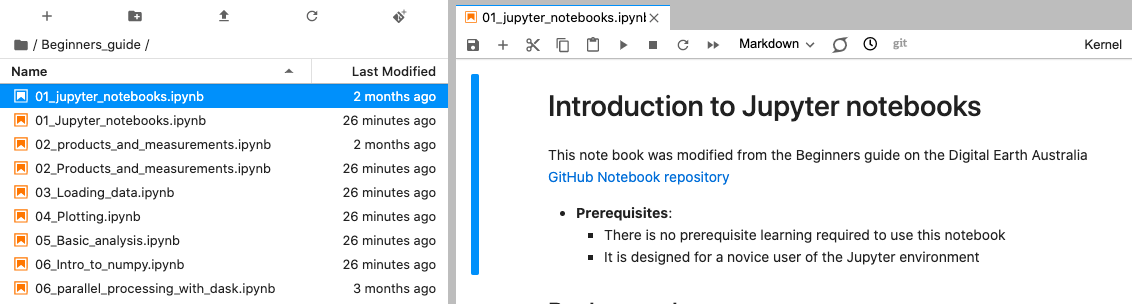 / Beginners_guide /
Name Last Modified
01_jupyter_notebooks.ipynb 2 months ago
01_Jupyter_notebooks.ipynb 26 minutes ago
02_products_and_measurements.ipynb 2 months ago
02_Products_and_measurements.ipynb 26 minutes ago
03_Loading_data.ipynb 26 minutes ago
04_Plotting.ipynb 26 minutes ago
05_Basic_analysis.ipynb 26 minutes ago
06_Intro_to_numpy.ipynb 26 minutes ago
06_parallel_processing_with_dask.ipynb 3 months ago
01_jupyter_notebooks.ipynb
Markdown git Kernel
Introduction to Jupyter notebooks
This note book was modified from the Beginners guide on the Digital Earth Australia
GitHub Notebook repository
Prerequisites:
There is no prerequisite learning required to use this notebook
It is designed for a novice user of the Jupyter environment